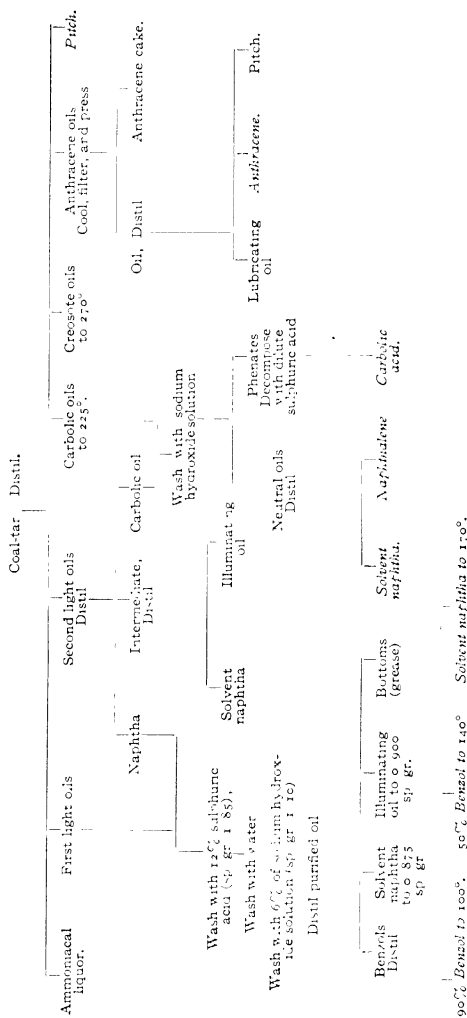 Coal-tar Distil.
Ammoniacal
liquor.
First light oils
Second light oils
Distil
Carbolic oils
to 225°.
Creosote oils
to 270°
Anthracene oils
Cool, filter, and press
Pitch.
Naphtha
Intermediate,
Distil
Carbolic oil
Oil, Distil
Anthracene cake.
Wash with sodium
hydroxide solution
Wash with 12% sulphuric
acid (sp gr 1 85),
Wash with water
Wash with 6% of sodium hydrox-
ide solution (sp gr 1 10)
Distil purified oil
Solvent
naphtha
Illuminating
oil
Lubricating
oil
Anthracene.
Pitch.
Neutral oils
Distil
Phenates
Decompose
with dilute
sulphuric acid
Benzols
Distil
Solvent
naphtha
to 0 875
sp gr
Illuminating
oil to 0 900
sp gr.
Bottoms
(grease)
Solvent
naphtha.
Naphthalene
Carbolic
acid.
90% Benzol to 100°.
50% Benzol to 140°
Solvent naphtha to 170°.